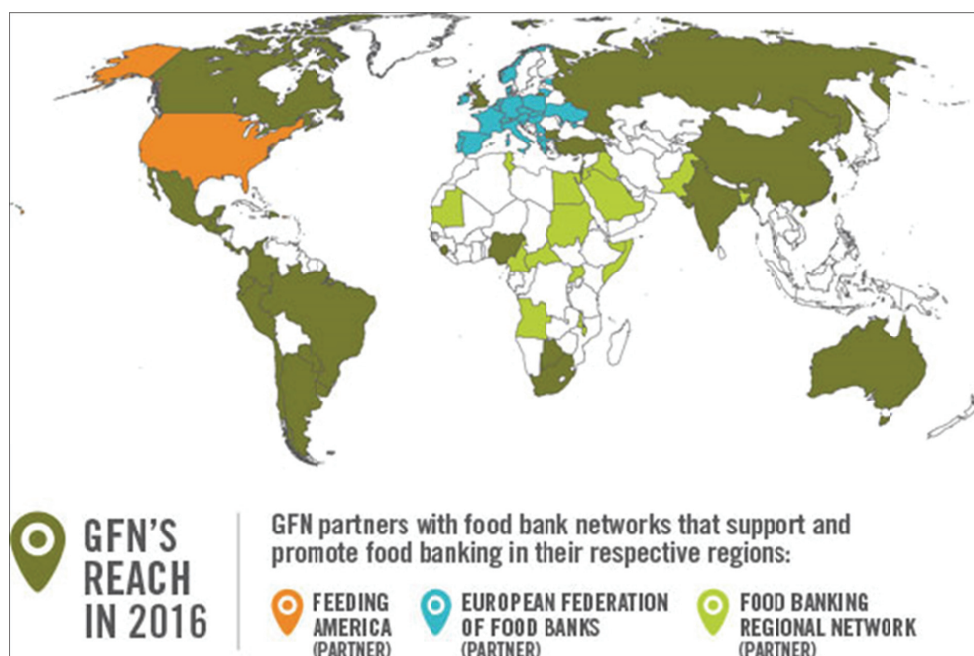 GFN'S
REACH
IN 2016
GFN partners with food bank networks that support and
promote food banking in their respective regions:
FEEDING
AMERICA
(PARTNER)
EUROPEAN FEDERATION
OF FOOD BANKS
(PARTNER)
FOOD BANKING
REGIONAL NETWORK
(PARTNER)